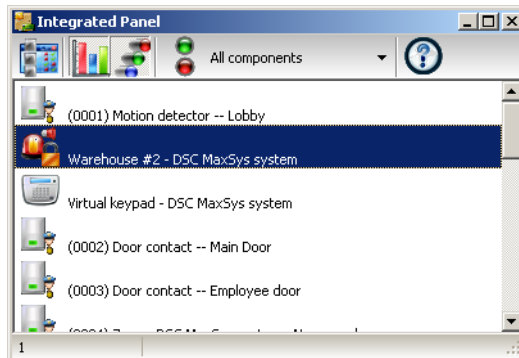 Integrated Panel
All components
(0001) Motion detector -- Lobby
Warehouse #2 - DSC MaxSys system
Virtual keypad - DSC MaxSys system
(0002) Door contact -- Main Door
(0003) Door contact -- Employee door
1